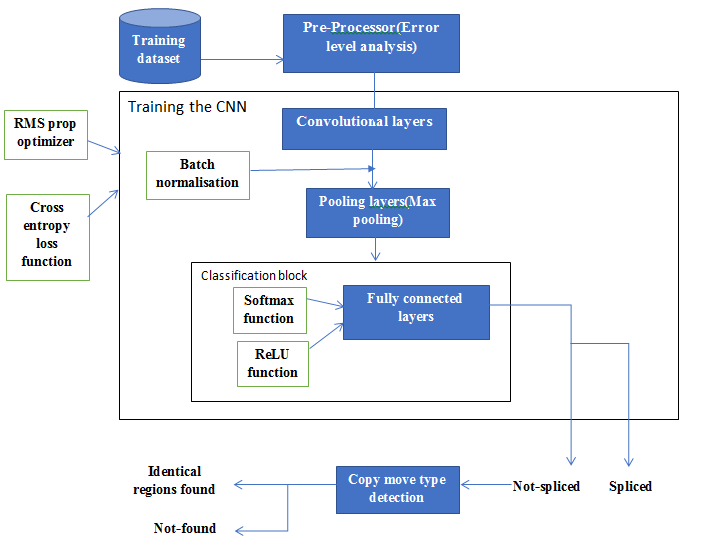 Training
dataset
Pre-Processor(Error
level analysis)
Training the CNN
RMS prop
optimizer
Convolutional layers
Batch
normalisation
Cross
entropy
loss
function
Pooling layers(Max
pooling)
Classification block
Softmax
function
Fully connected
layers
ReLU
function
Identical
regions found
Copy move type
detection
Not-spliced
Spliced
Not-found